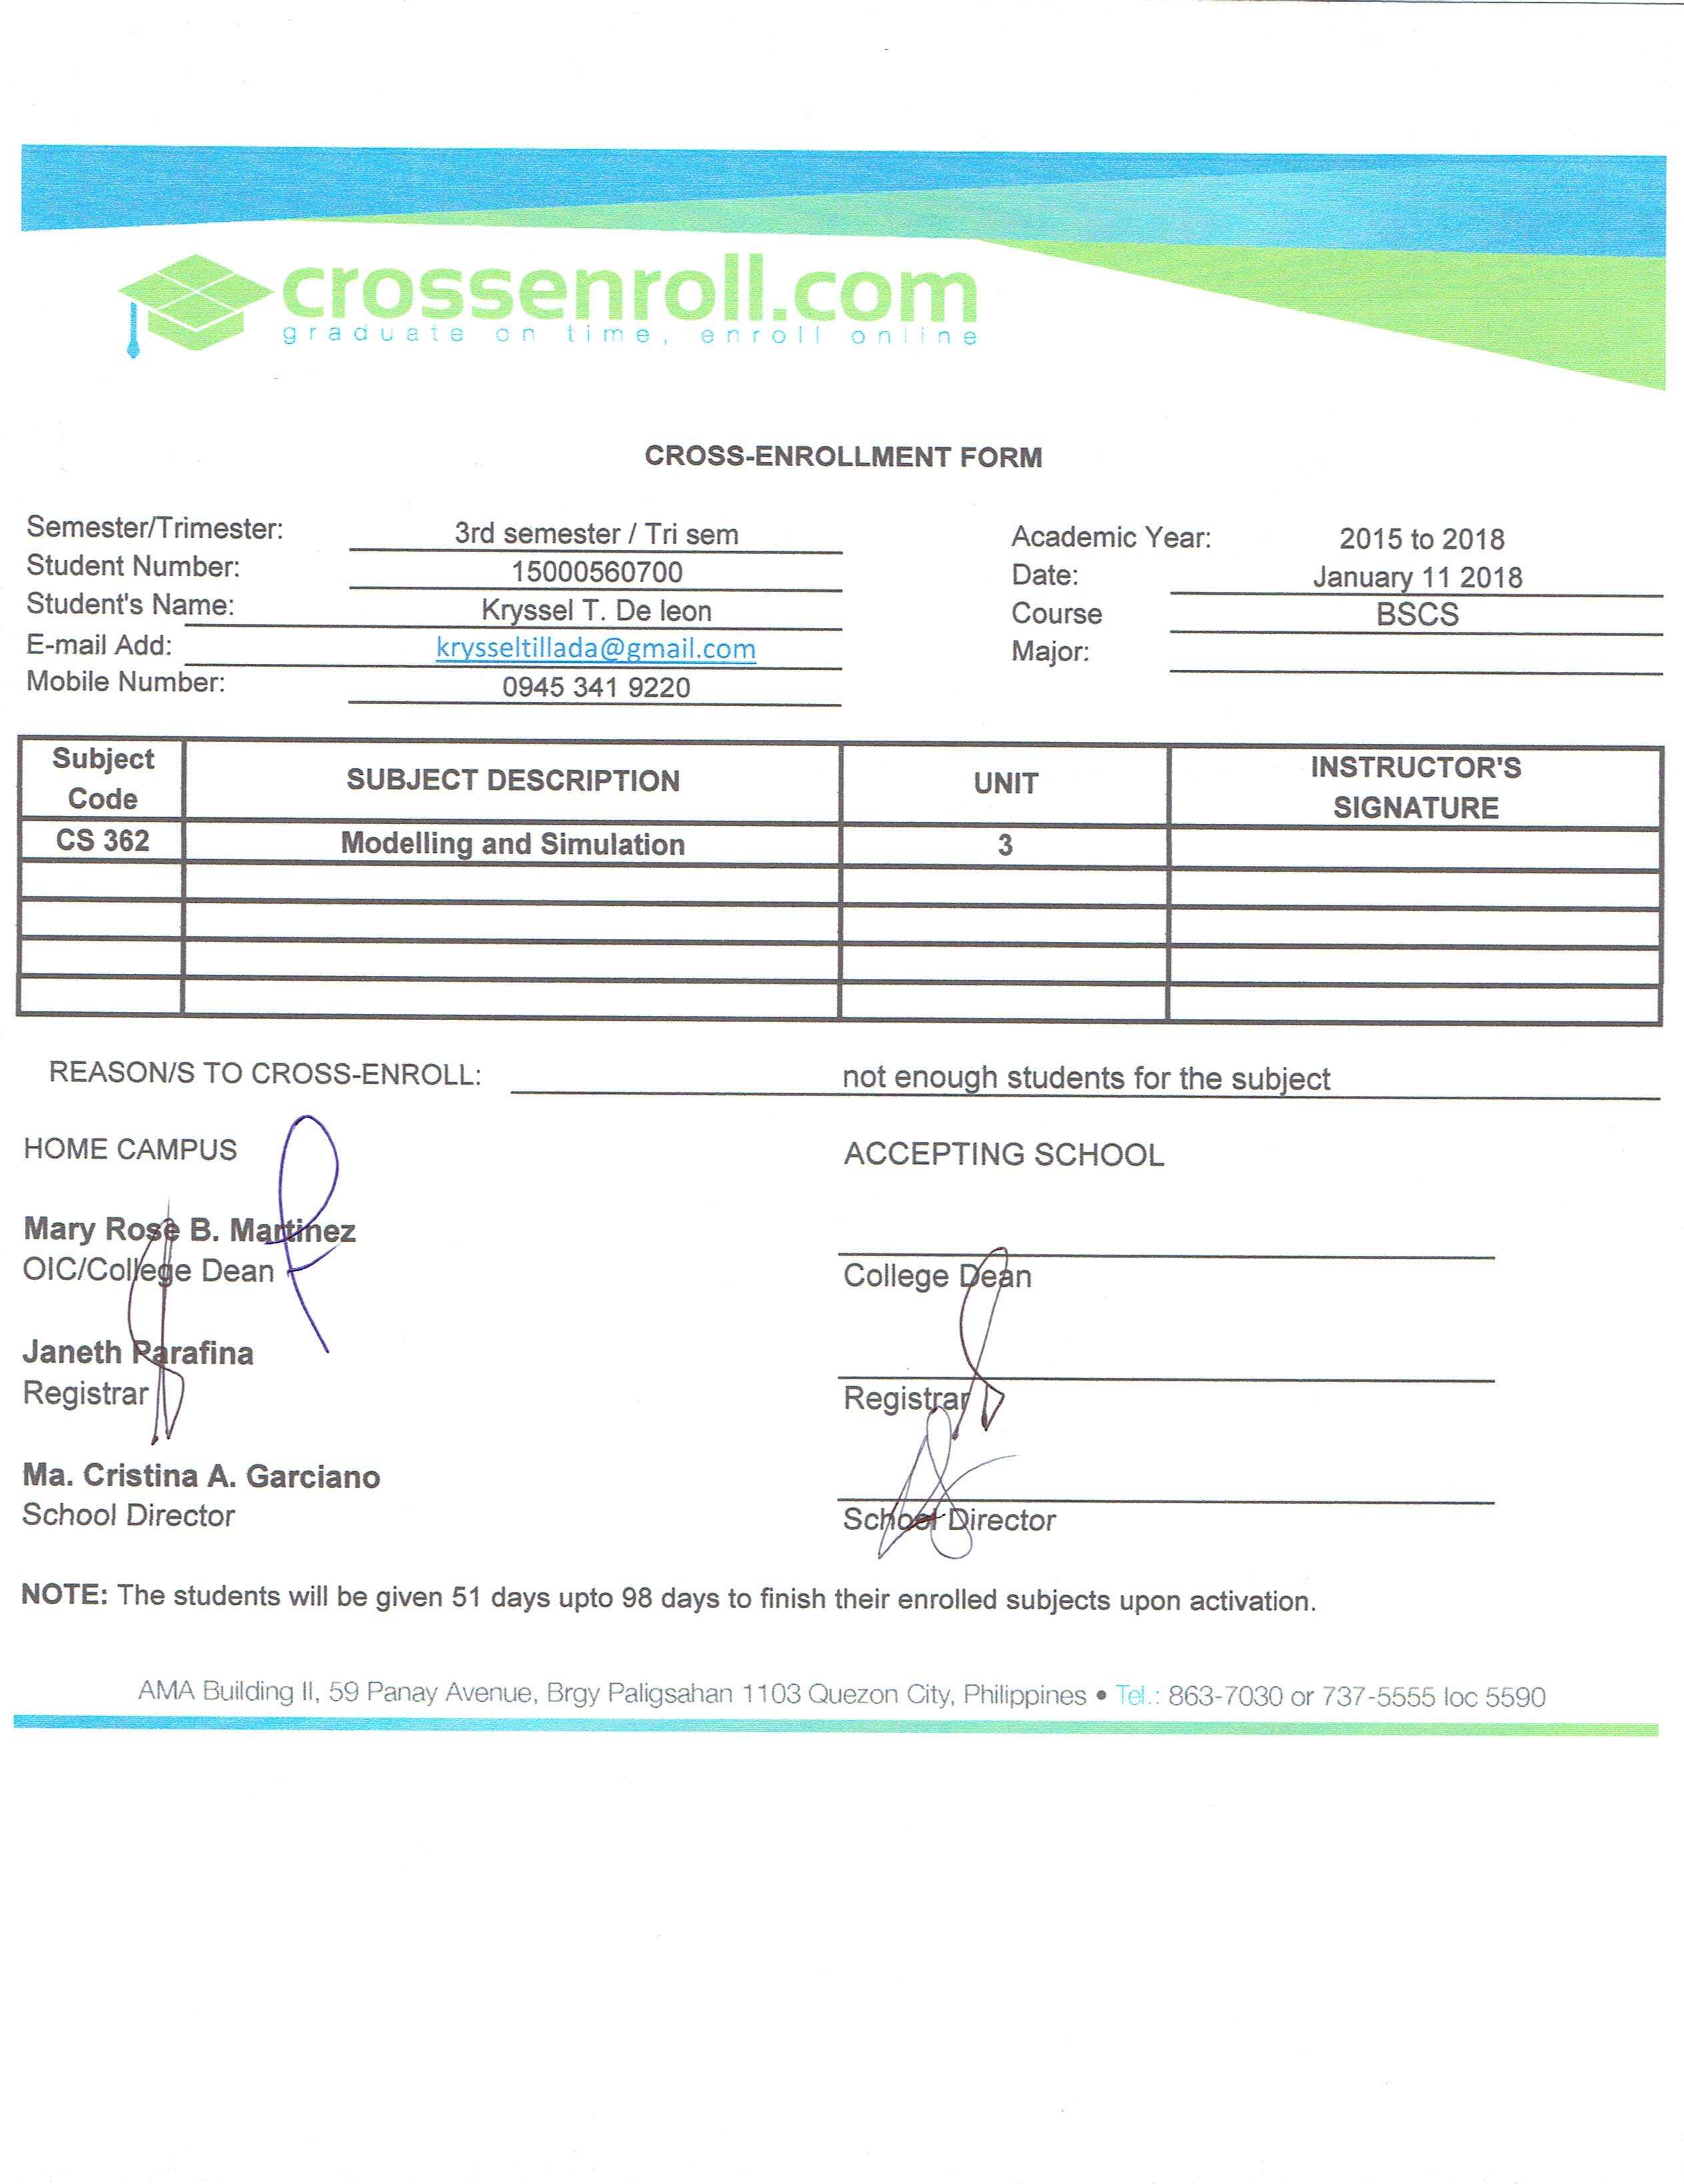 crossenroll.com
graduate on time, enroll online
CROSS-ENROLLMENT FORM
Semester/Trimester: 3rd semester / Tri sem Academic Year: 2015 to 2018
Student Number: 15000560700 Date: January 11 2018
Student's Name: Kryssel T. De leon Course BSCS
E-mail Add: krysseltillada@gmail.com Major:
Mobile Number: 0945 341 9220
Subject Code SUBJECT DESCRIPTION UNIT INSTRUCTOR'S SIGNATURE
CS 362 Modelling and Simulation 3
REASON/S TO CROSS-ENROLL: not enough students for the subject
HOME CAMPUS ACCEPTING SCHOOL
Mary Rose B. Martinez
OIC/College Dean College Dean
Janeth Parafina
Registrar Registrar
Ma. Cristina A. Garciano
School Director School Director
NOTE: The students will be given 51 days upto 98 days to finish their enrolled subjects upon activation.
AMA Building II, 59 Panay Avenue, Brgy Paligsahan 1103 Quezon City, Philippines • Tel.: 863-7030 or 737-5555 loc 5590